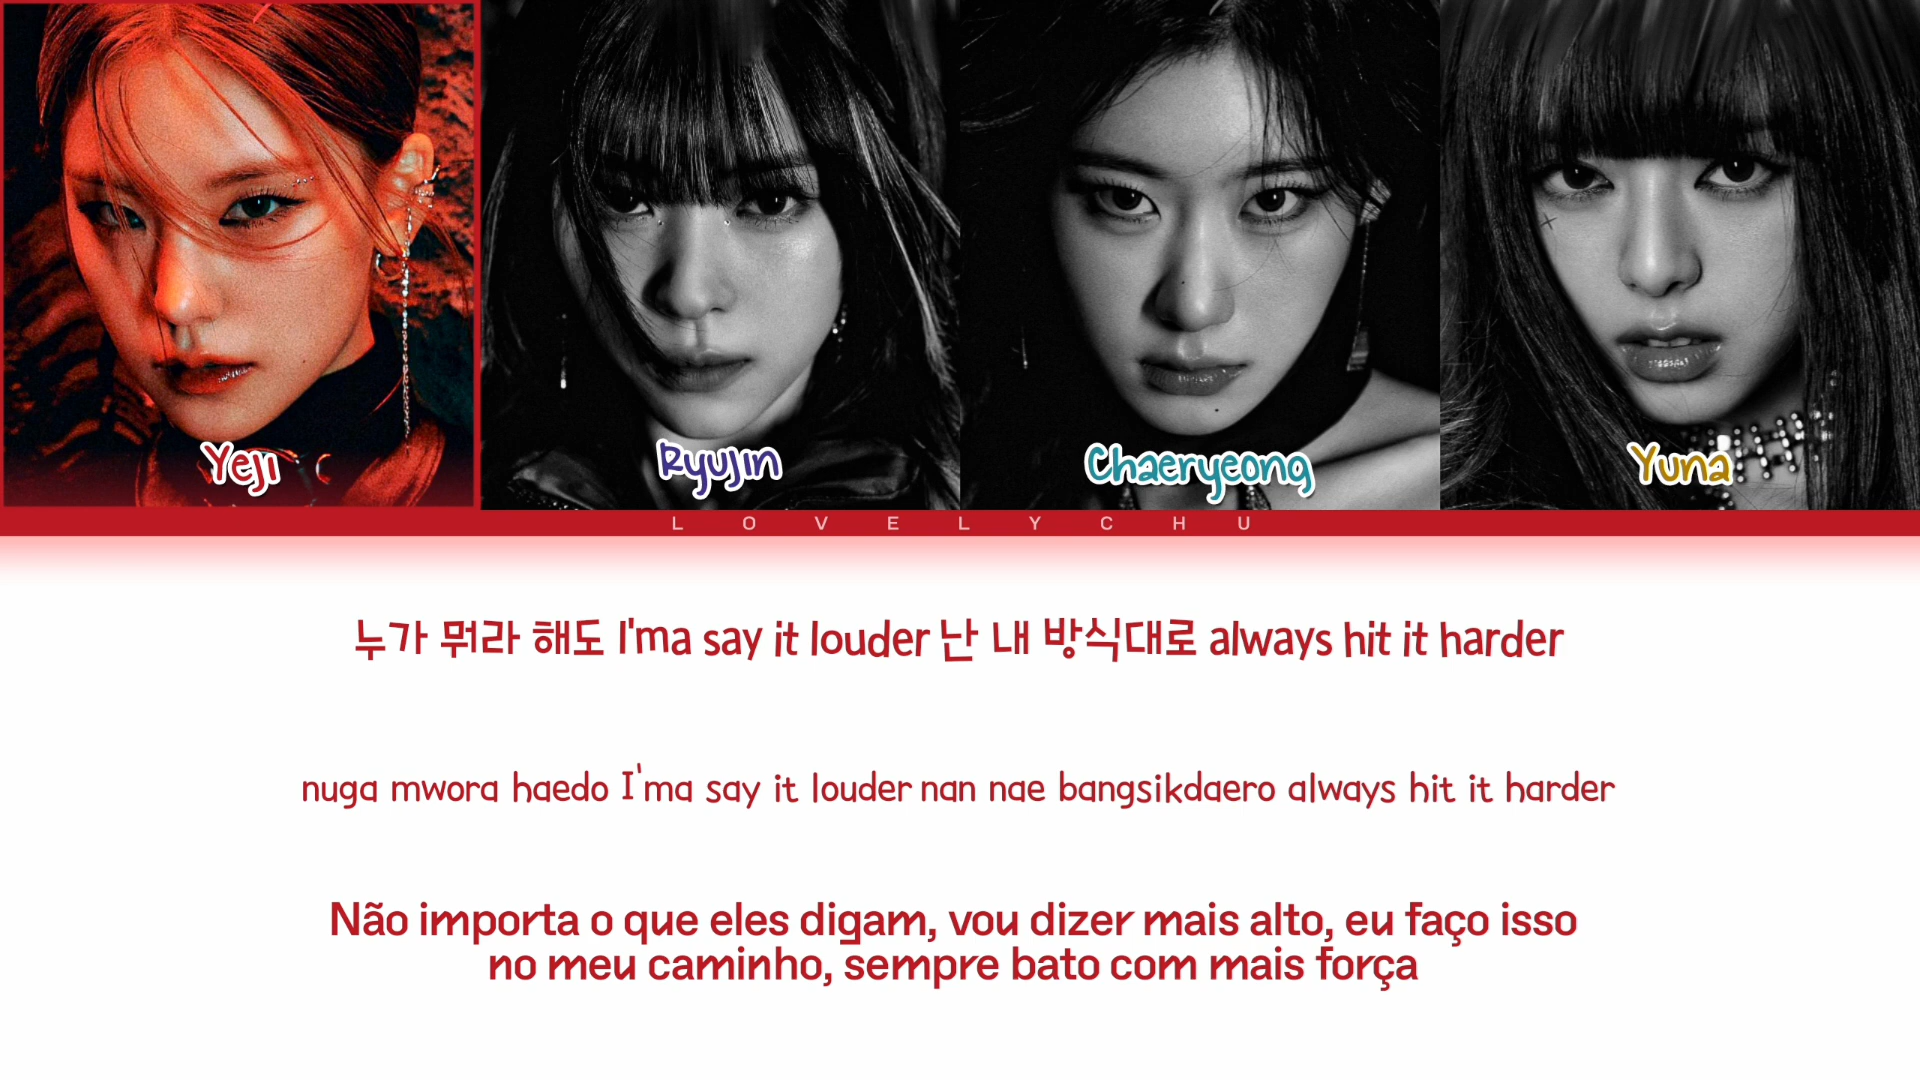 Yeji
Ryujin
Chaeryeong
Yuna
LOVELYCHU
누가 뭐라 해도 I'ma say it louder 난 내 방식대로 always hit it harder
nuga mwora haedo I'ma say it louder nan nae bangsikdaero always hit it harder
Não importa o que eles digam, vou dizer mais alto, eu faço isso
no meu caminho, sempre bato com mais força